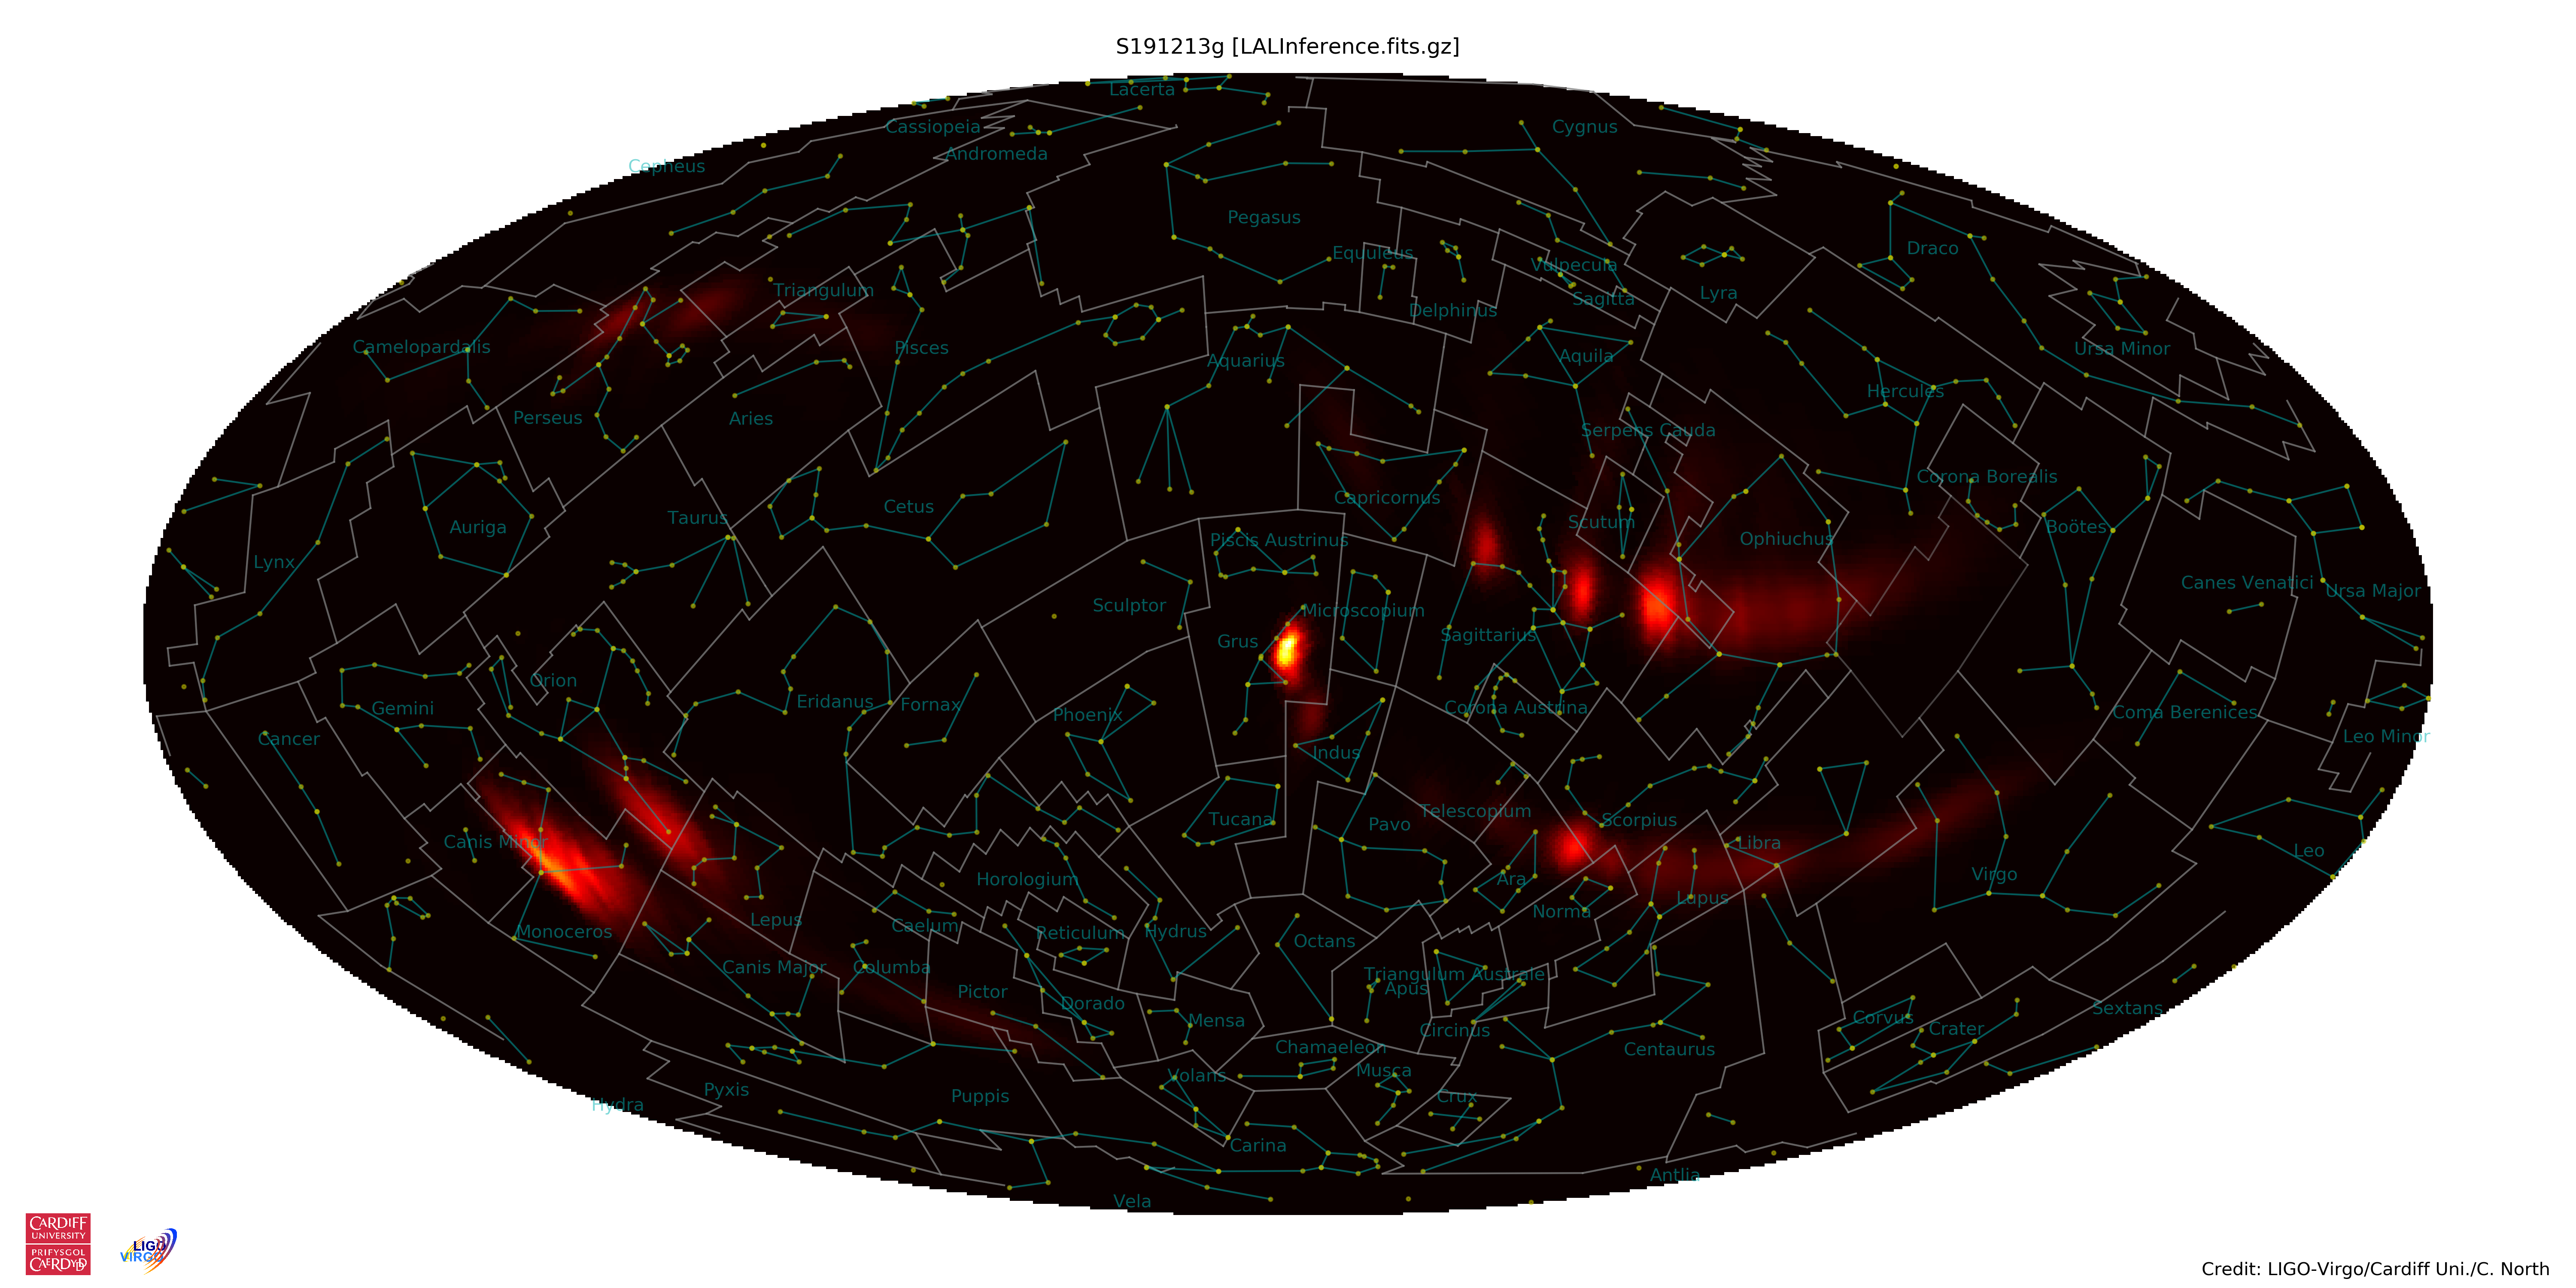 S191213g [LALInference.fits.gz]
Lacerta
Cassiopeia
Cygnus
Andromeda
Cepheus
Pegasus
Draco
Equuleus
Vulpecula
Triangulum
Lyra
Sagitta
Delphinus
Camelopardalis
Pisces
Ursa Minor
Aquila
Aquarius
Hercules
Perseus
Aries
Serpens Cauda
Corona Borealis
Capricornus
Cetus
Taurus
Scutum
Auriga
Boötes
Piscis Austrinus
Ophiuchus
Lynx
Canes Venatici
Ursa Major
Sculptor
Microscopium
Sagittarius
Grus
Orion
Eridanus
Fornax
Gemini
Corona Austrina
Coma Berenices
Phoenix
Leo Minor
Cancer
Indus
Telescopium
Tucana
Scorpius
Pavo
Canis Minor
Libra
Leo
Virgo
Horologium
Ara
Lupus
Norma
Lepus
Caelum
Monoceros
Reticulum
Hydrus
Octans
Canis Major
Columba
Triangulum Australe
Apus
Pictor
Dorado
Sextans
Mensa
Corvus
Crater
Circinus
Chamaeleon
Centaurus
Musca
Volans
Pyxis
Puppis
Crux
Hydra
Carina
Antlia
Vela
CARDIFF
UNIVERSITY
PRIFYSGOL
CAERDYDD
LIGO
VIRGO
Credit: LIGO-Virgo/Cardiff Uni./C. North